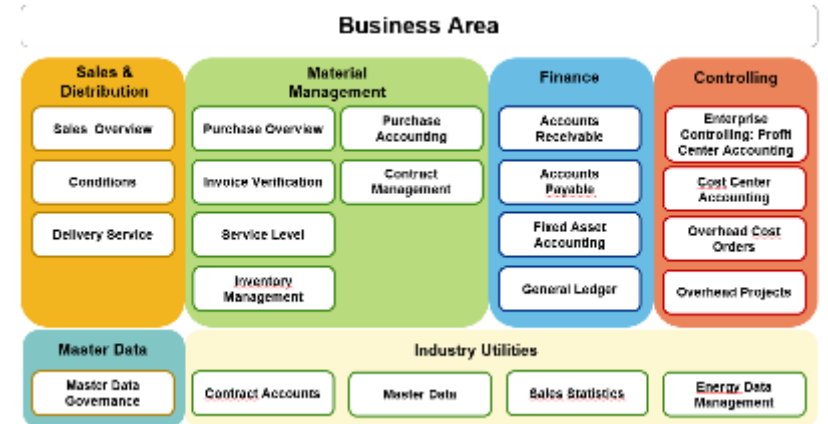 Business Area
Sales &
Distribution
Sales Overview
Conditions
Delivery Service
Material
Management
Purchase Overview
Invoice Verification
Service Level
Inventory
Management
Purchase
Accounting
Contract
Management
Finance
Accounts
Receivable
Accounts
Payable
Fixed Asset
Accounting
General Ledger
Controlling
Enterprise
Controlling: Profit
Center Accounting
Cost Center
Accounting
Overhead Cost
Orders
Overhead Projects
Master Data
Master Data
Governance
Industry Utilities
Contract Accounts
Master Data
Sales Statistics
Energy Data
Management